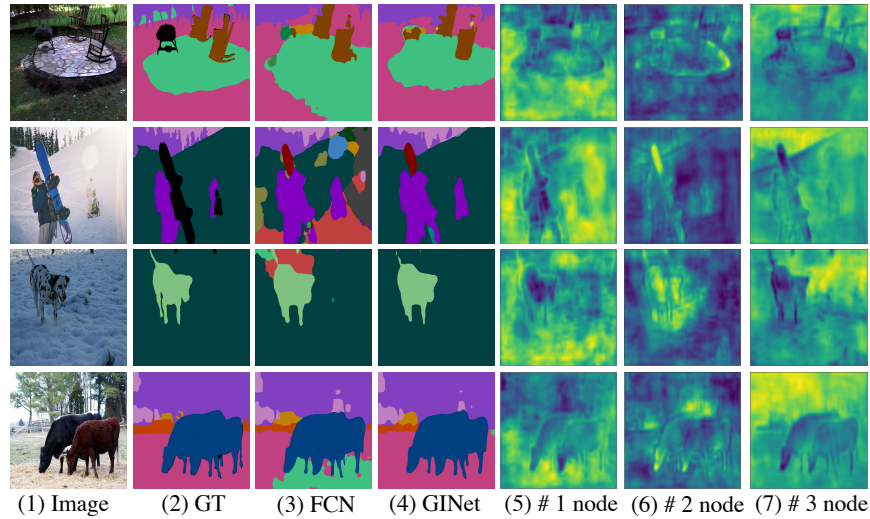 (1) Image (2) GT (3) FCN (4) GINet (5) # 1 node (6) # 2 node (7) # 3 node